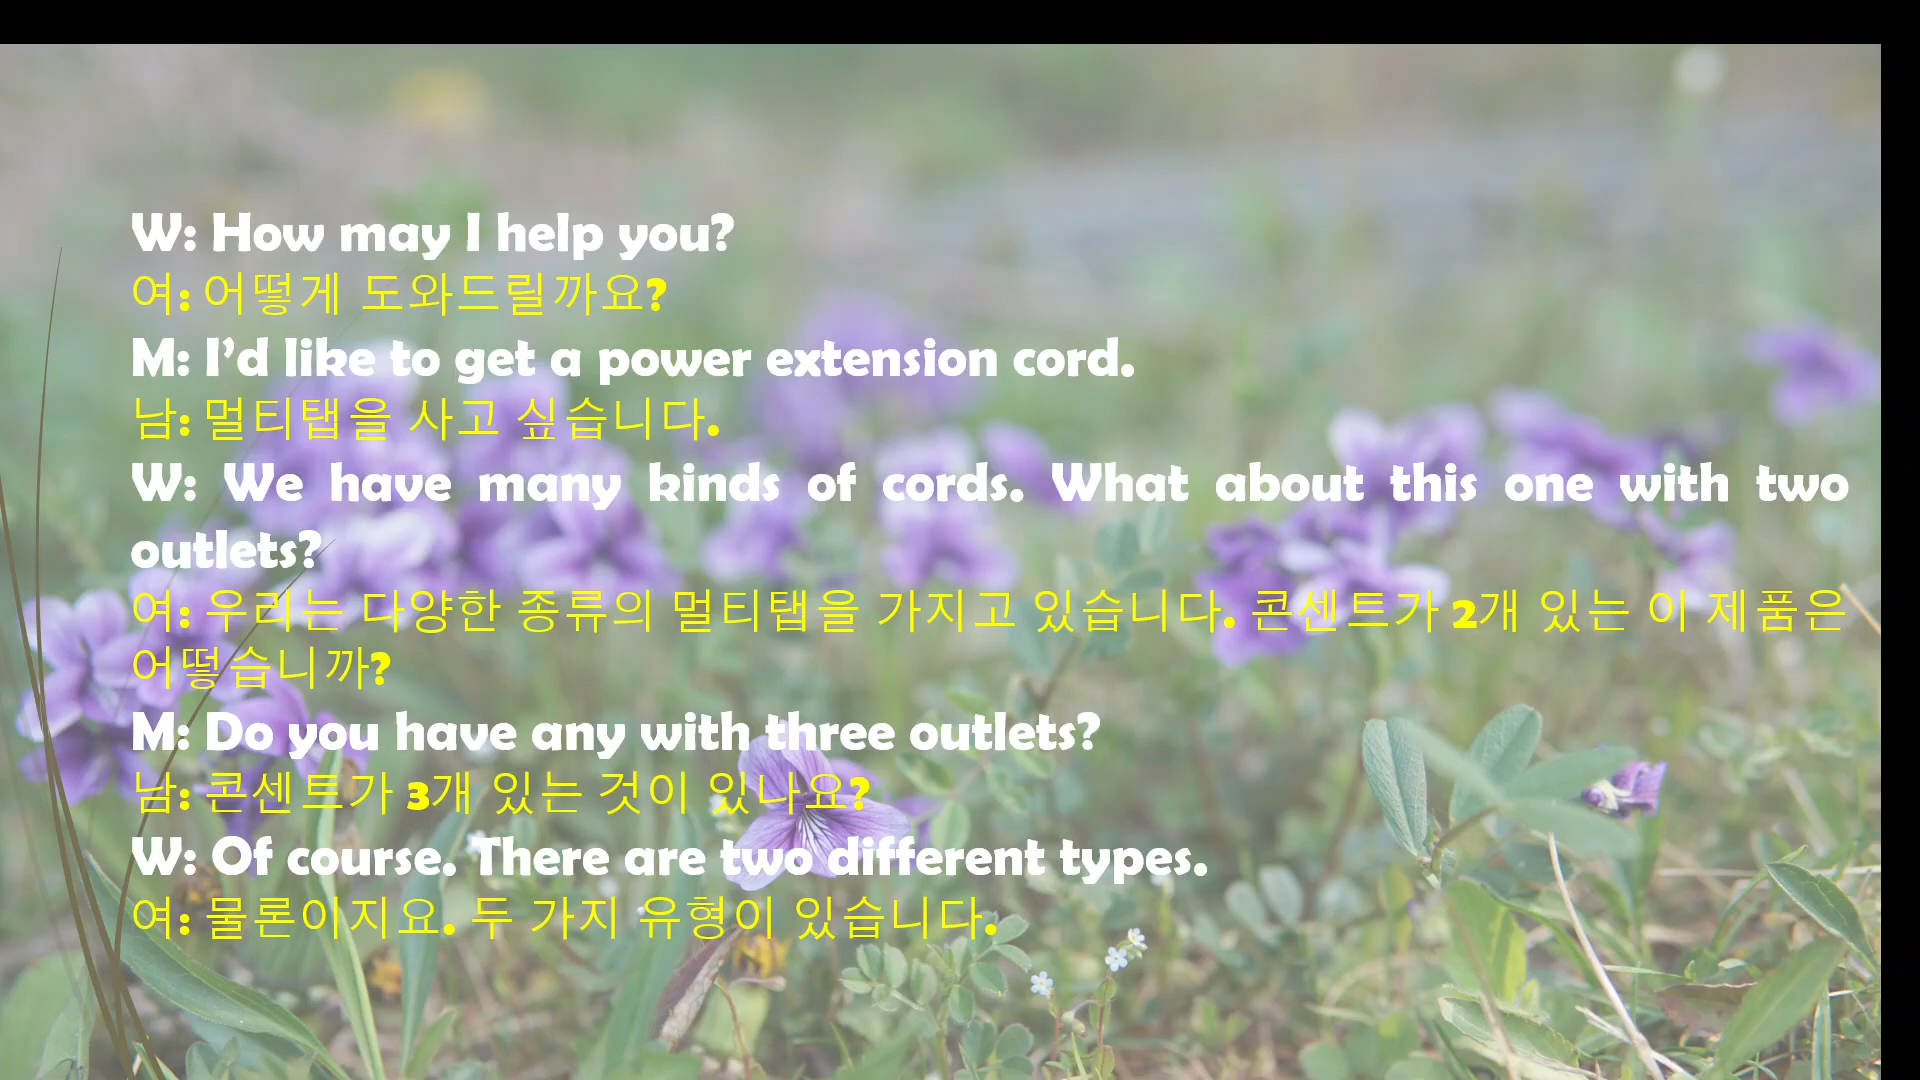 W: How may I help you?
여: 어떻게 도와드릴까요?
M: I’d like to get a power extension cord.
남: 멀티탭을 사고 싶습니다.
W: We have many kinds of cords. What about this one with two
outlets?
여: 우리는 다양한 종류의 멀티탭을 가지고 있습니다. 콘센트가 2개 있는 이 제품은
어떻습니까?
M: Do you have any with three outlets?
남: 콘센트가 3개 있는 것이 있나요?
W: Of course. There are two different types.
여: 물론이지요. 두 가지 유형이 있습니다.